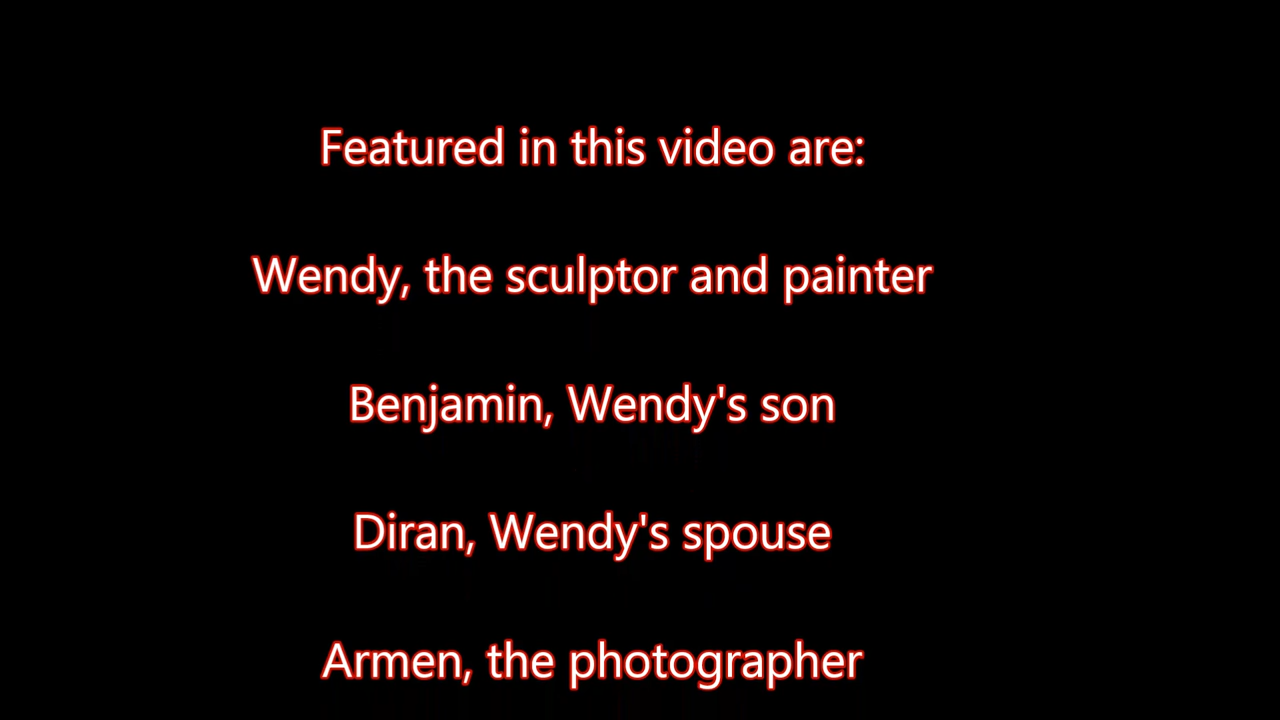 Featured in this video are:
Wendy, the sculptor and painter
Benjamin, Wendy's son
Diran, Wendy's spouse
Armen, the photographer